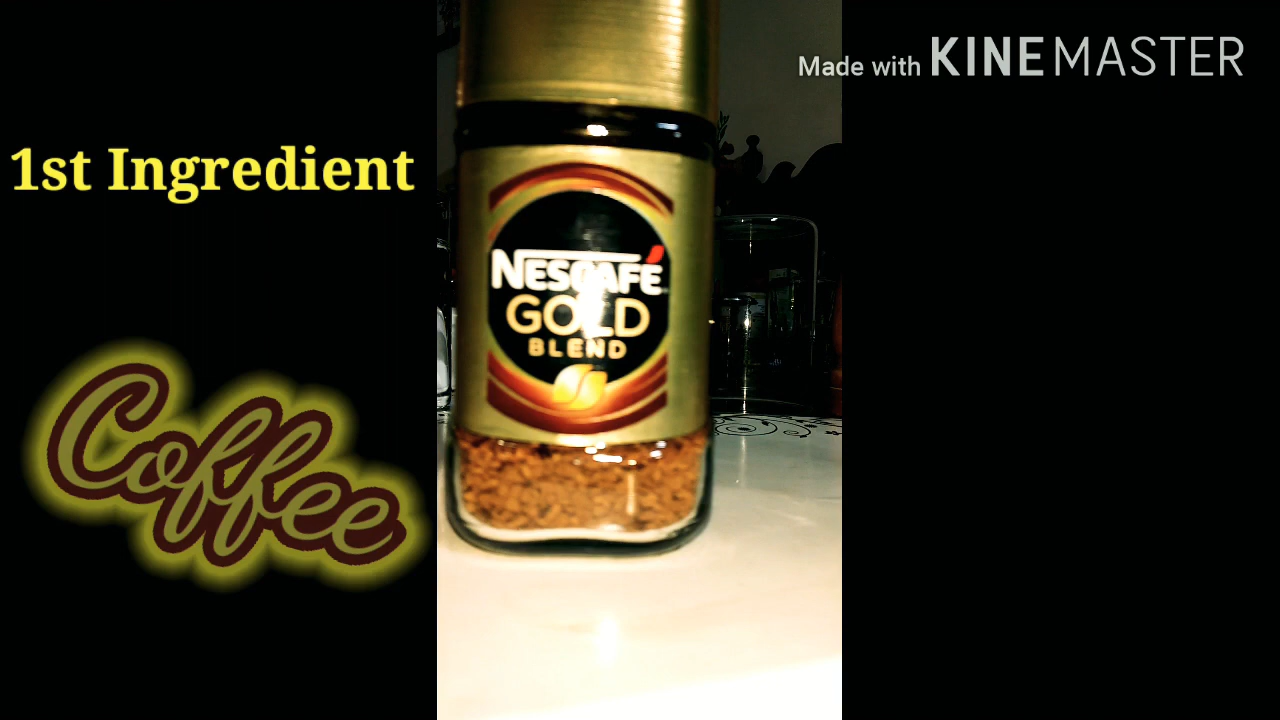 Made with KINEMASTER
1st Ingredient
NESCAFÉ
GOLD
BLEND
Coffee